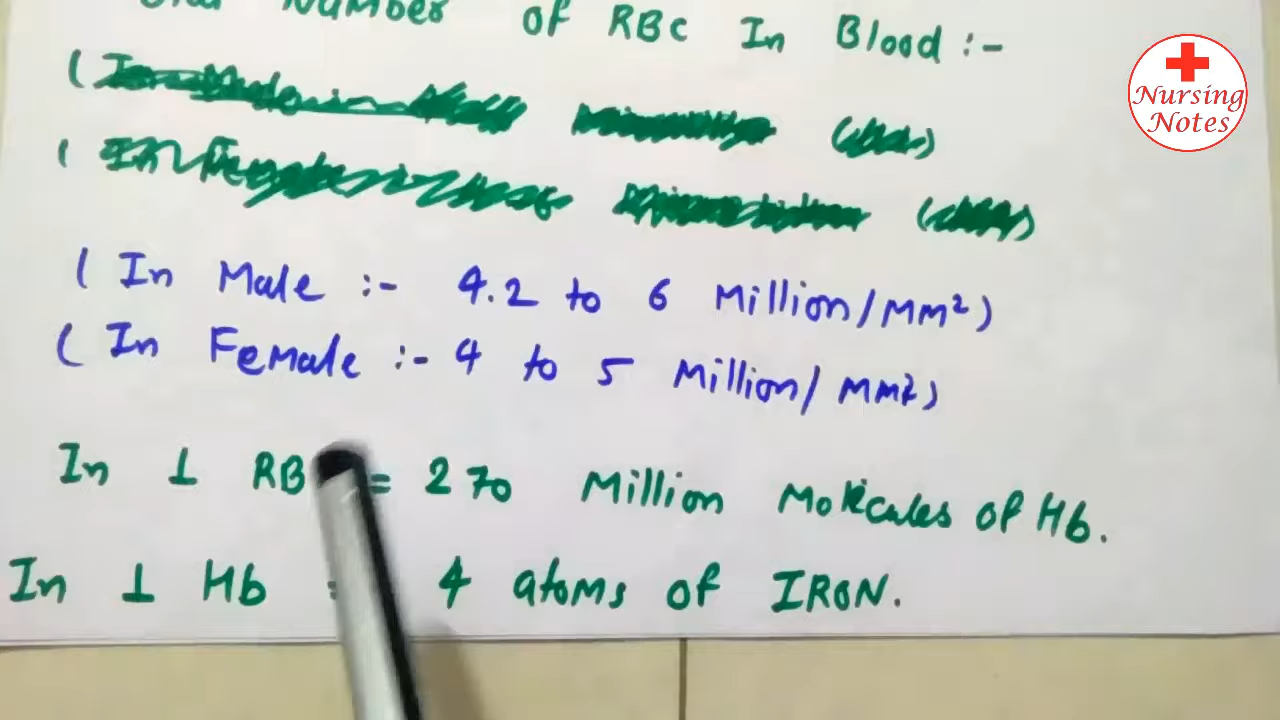 Number of RBC In Blood :-
( In Male :- 4.2 to 6 Million/MM²)
( In Female :- 4 to 5 Million/ MM²)
In 1 RB = 270 Million Molecules of Hb.
In 1 Hb = 4 atoms of IRON.
Nursing
Notes